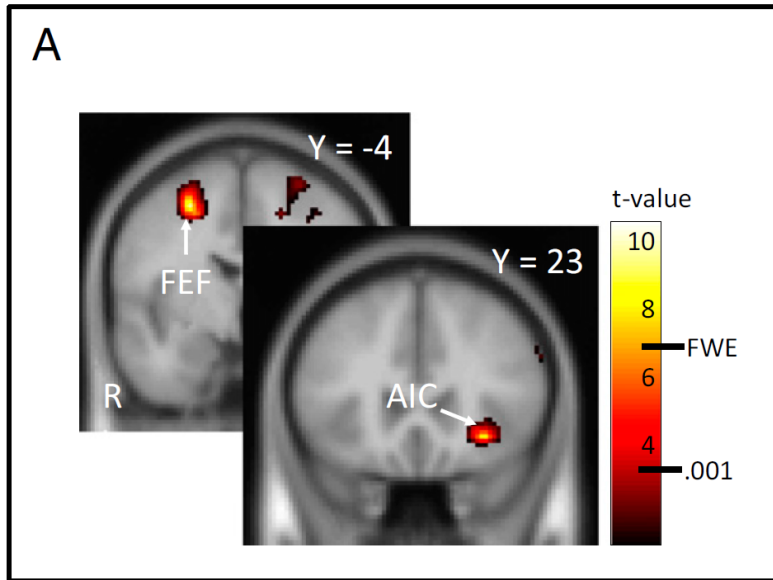 A
Y = -4
FEF
R
Y = 23
AIC
t-value
10
8
FWE
6
4
.001